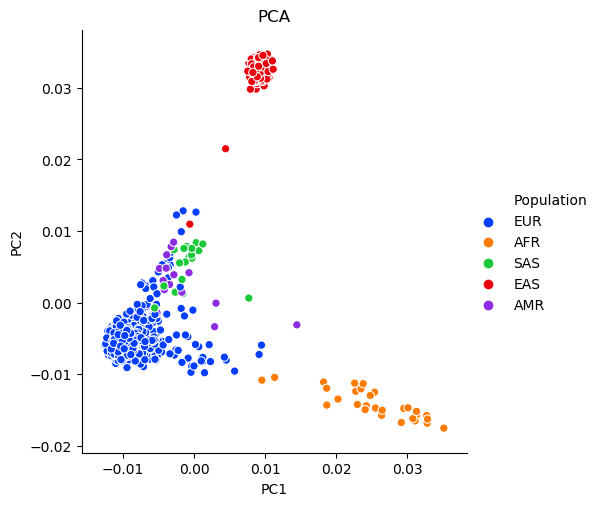 PCA
0.03
0.02
0.01
0.00
−0.01
−0.02
PC2
−0.01
0.00
0.01
0.02
0.03
PC1
Population
EUR
AFR
SAS
EAS
AMR